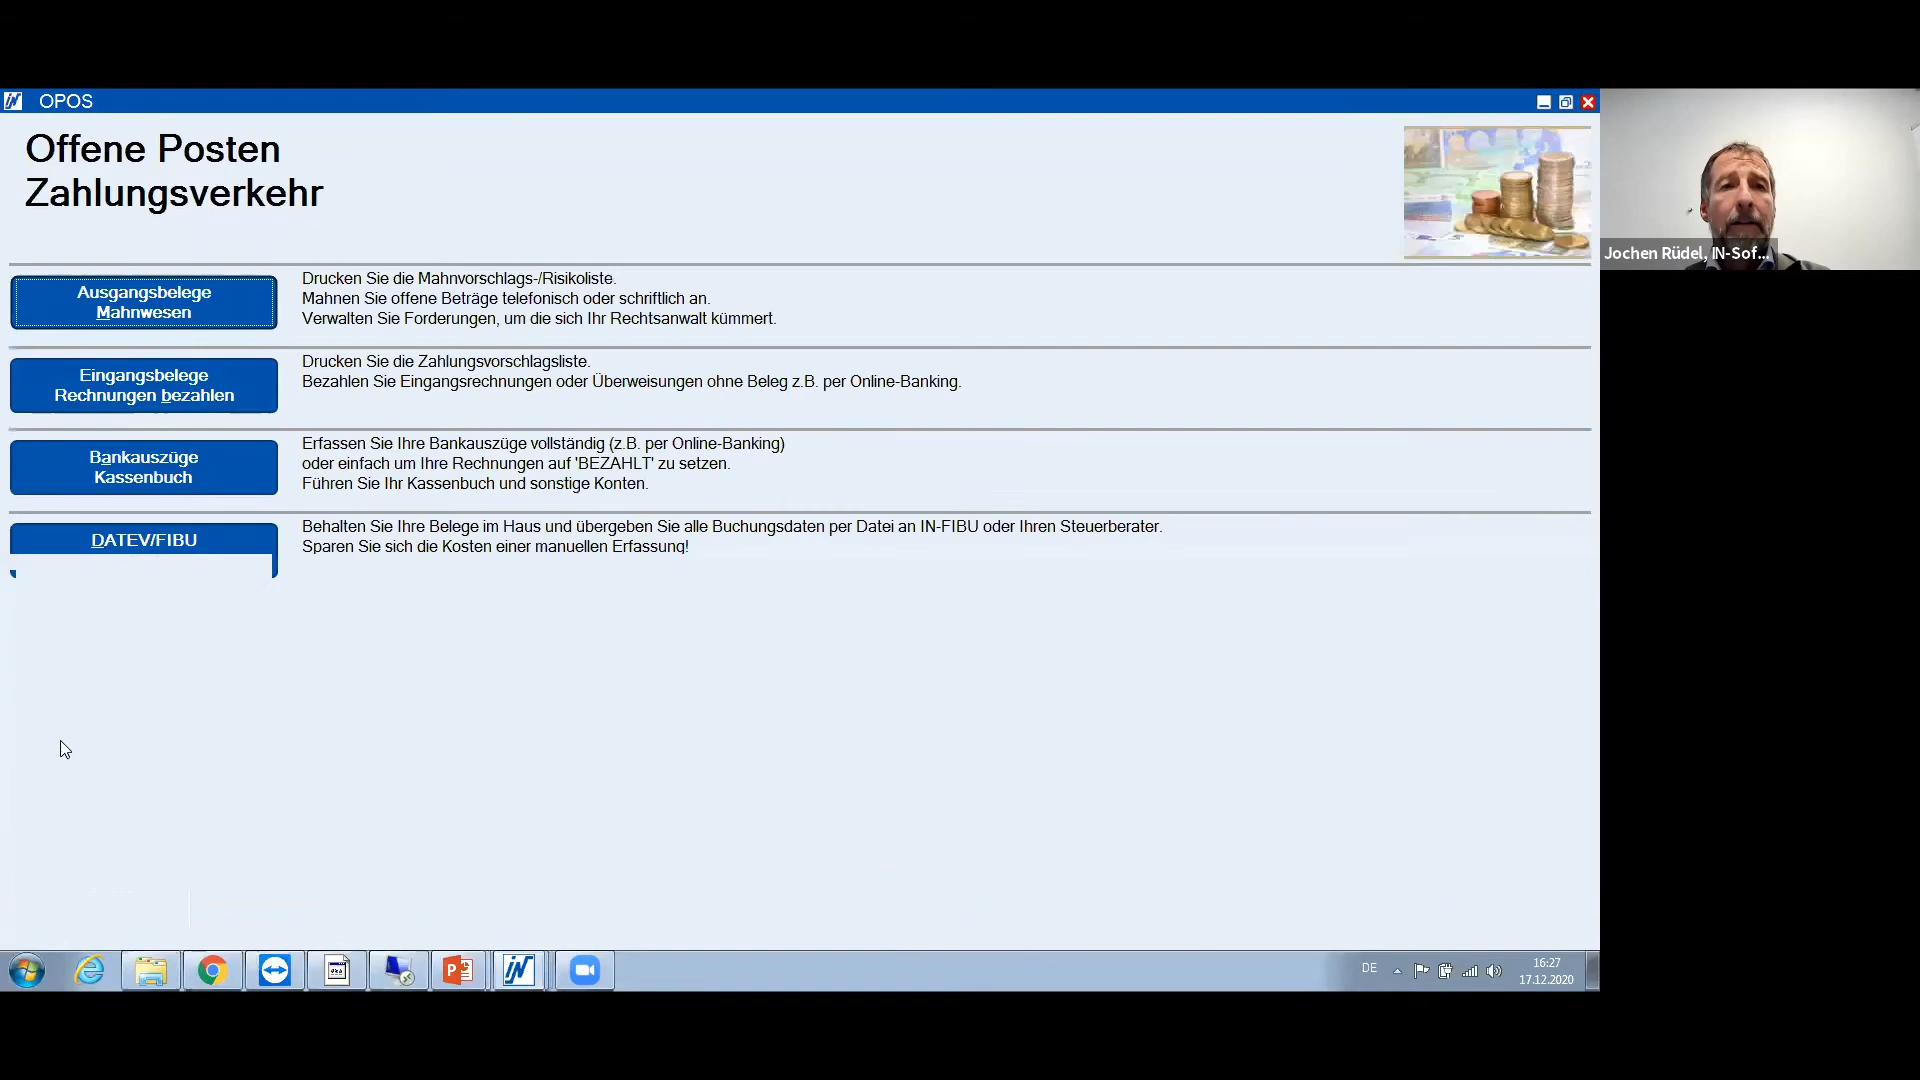 OPOS
Offene Posten
Zahlungsverkehr
Jochen Rüdel, IN-Sof...
Ausgangsbelege
Mahnwesen
Drucken Sie die Mahnvorschlags-/Risikoliste.
Mahnen Sie offene Beträge telefonisch oder schriftlich an.
Verwalten Sie Forderungen, um die sich Ihr Rechtsanwalt kümmert.
Eingangsbelege
Rechnungen bezahlen
Drucken Sie die Zahlungsvorschlagsliste.
Bezahlen Sie Eingangsrechnungen oder Überweisungen ohne Beleg z.B. per Online-Banking.
Bankauszüge
Kassenbuch
Erfassen Sie Ihre Bankauszüge vollständig (z.B. per Online-Banking)
oder einfach um Ihre Rechnungen auf 'BEZAHLT' zu setzen.
Führen Sie Ihr Kassenbuch und sonstige Konten.
DATEV/FIBU
Behalten Sie Ihre Belege im Haus und übergeben Sie alle Buchungsdaten per Datei an IN-FIBU oder Ihren Steuerberater.
Sparen Sie sich die Kosten einer manuellen Erfassung!
DE
16:27
17.12.2020